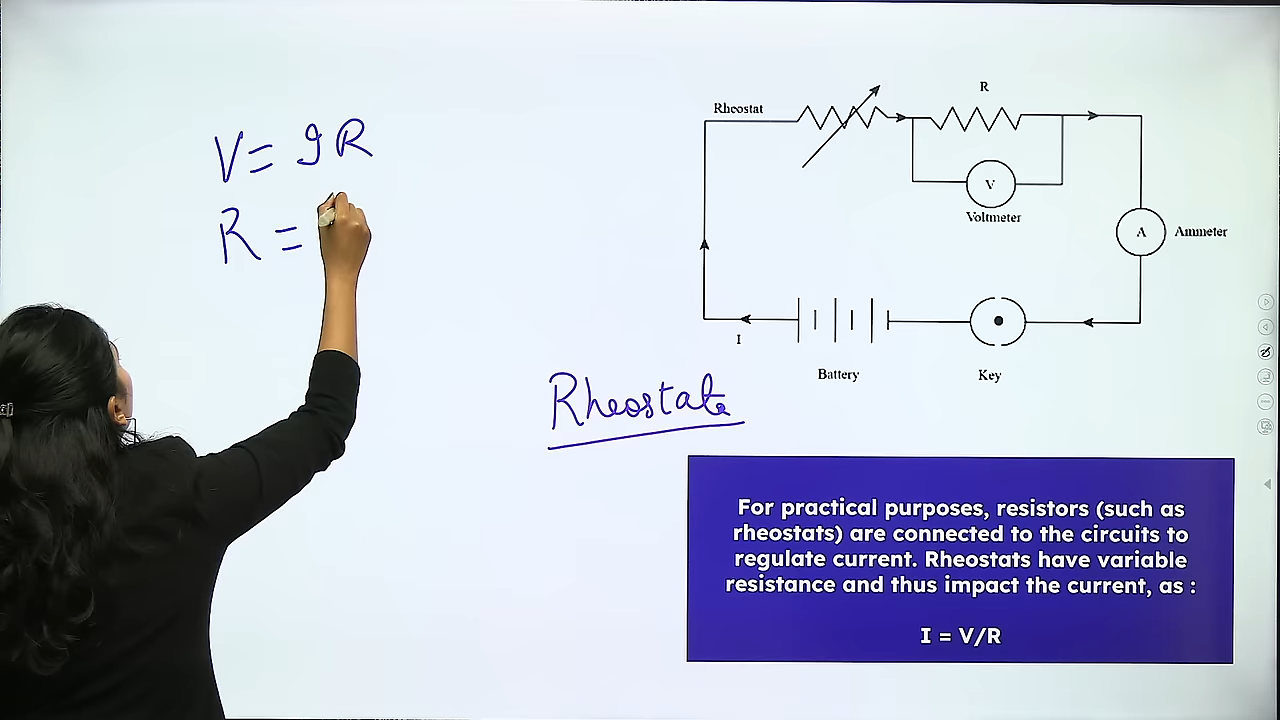 V = IR
R =
Rheostat
R
V
Voltmeter
A
Ammeter
I
Battery
Key
Rheostate
For practical purposes, resistors (such as
rheostats) are connected to the circuits to
regulate current. Rheostats have variable
resistance and thus impact the current, as :
I = V/R